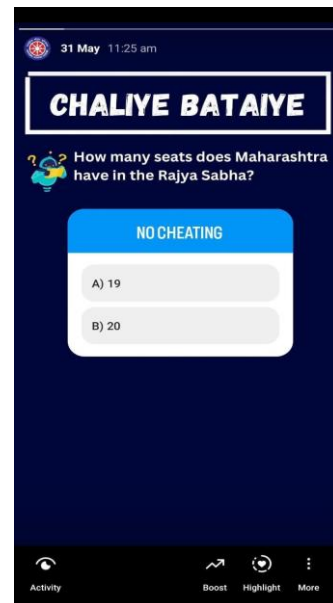 31 May 11:25 am
CHALIYE BATAIYE
How many seats does Maharashtra
have in the Rajya Sabha?
NO CHEATING
A) 19
B) 20
Activity Boost Highlight More